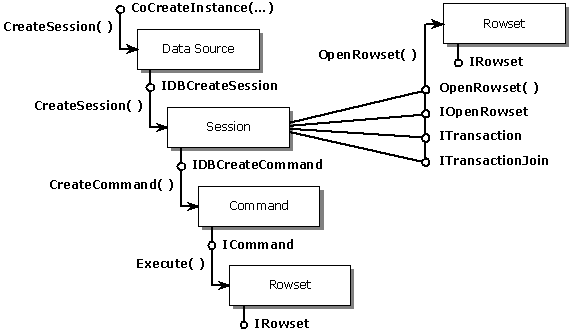 CoCreateInstance(...)
CreateSession( )
Data Source
Rowset
OpenRowset( )
IRowset
IDBCreateSession
OpenRowset( )
CreateSession( )
IOpenRowset
Session
ITransaction
IDBCreateCommand
ITransactionJoin
CreateCommand( )
Command
ICommand
Execute( )
Rowset
IRowset